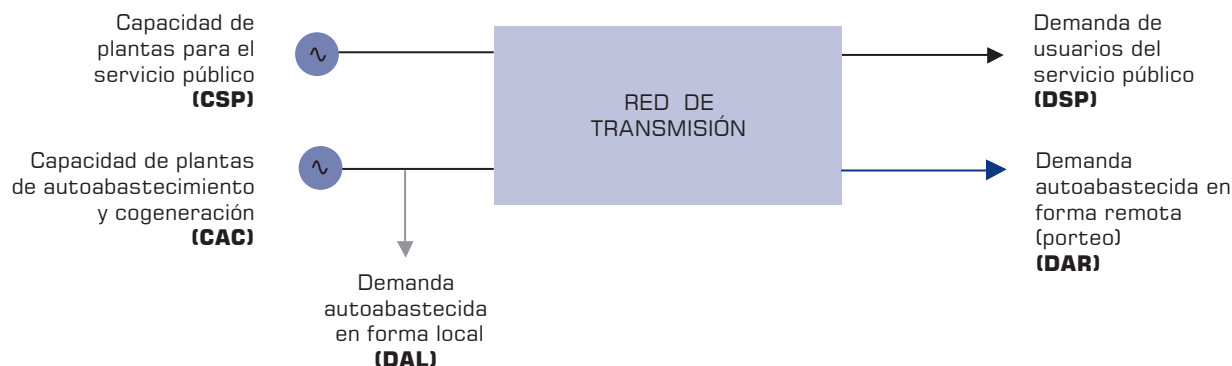 Capacidad de
plantas para el
servicio público
(CSP)
Capacidad de plantas
de autoabastecimiento
y cogeneración
(CAC)
Demanda
autoabastecida
en forma local
(DAL)
RED DE
TRANSMISIÓN
Demanda de
usuarios del
servicio público
(DSP)
Demanda
autoabastecida en
forma remota
(porteo)
(DAR)